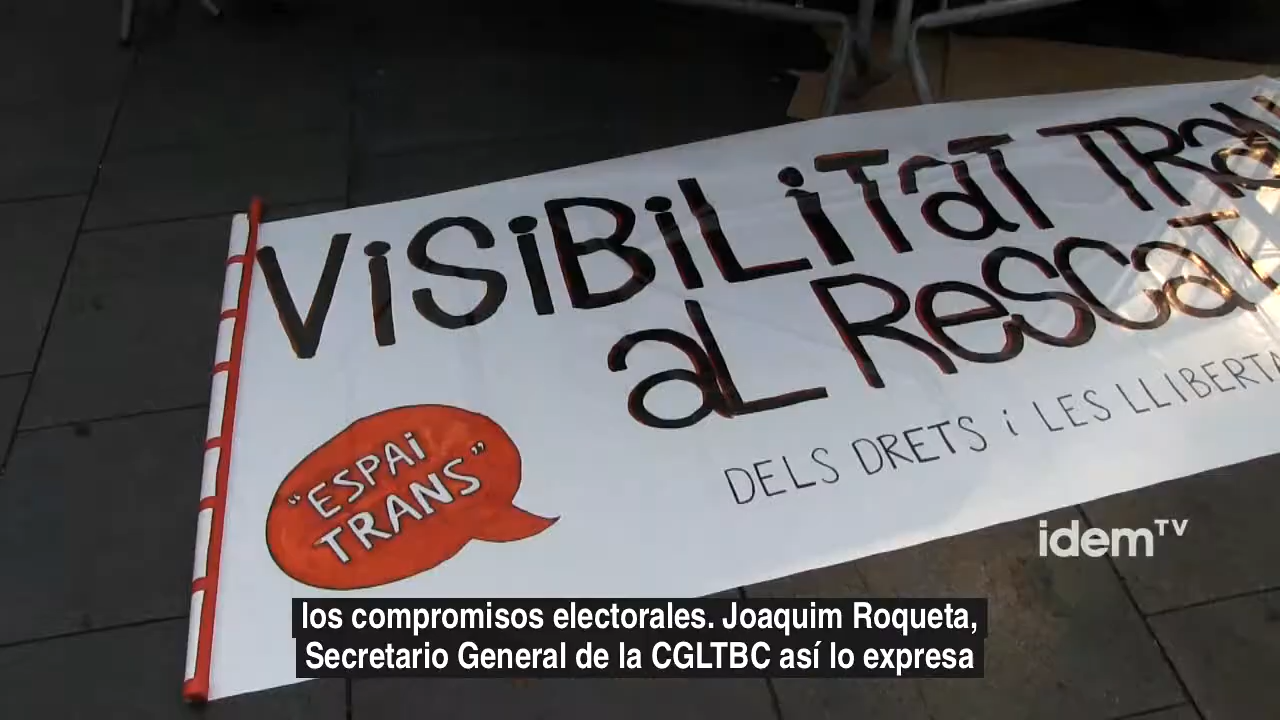 VISIBILITAT
AL RESCAT
DELS DRETS i LES
"ESPAi
TRANS"
idemTV
los compromisos electorales. Joaquim Roqueta,
Secretario General de la CGLTBC así lo expresa